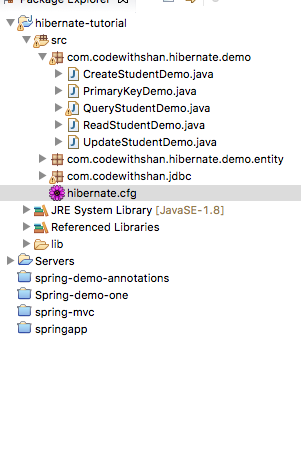 Package Explorer
hibernate-tutorial
src
com.codewithshan.hibernate.demo
CreateStudentDemo.java
PrimaryKeyDemo.java
QueryStudentDemo.java
ReadStudentDemo.java
UpdateStudentDemo.java
com.codewithshan.hibernate.demo.entity
com.codewithshan.jdbc
hibernate.cfg
JRE System Library [JavaSE-1.8]
Referenced Libraries
lib
Servers
spring-demo-annotations
Spring-demo-one
spring-mvc
springapp